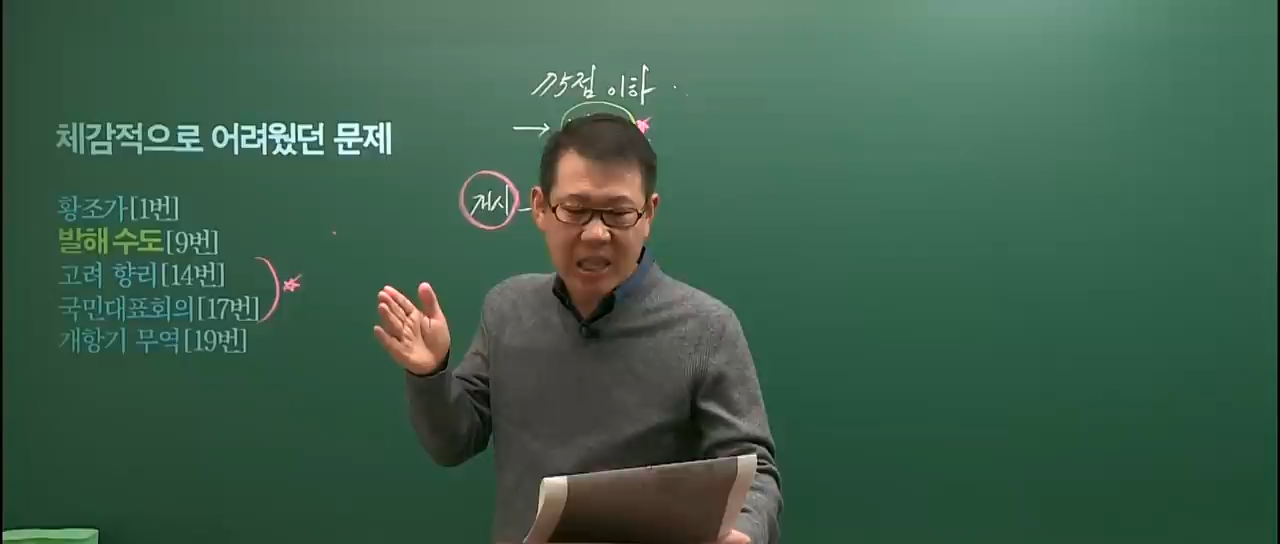 75점 이하
체감적으로 어려웠던 문제
황조가[1번]
발해 수도[9번]
고려 향리[14번]
국민대표회의[17번]
개항기 무역[19번]